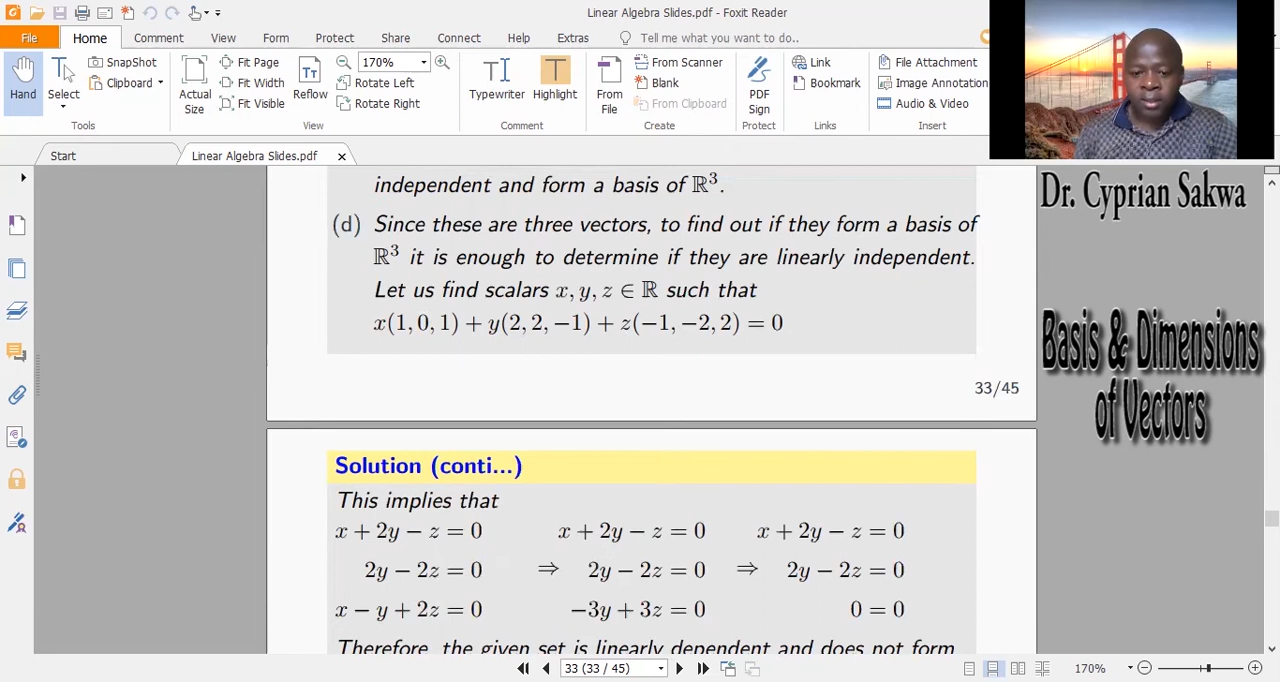 Linear Algebra Slides.pdf - Foxit Reader
File Home Comment View Form Protect Share Connect Help Extras Tell me what you want to do..
Hand
Select
SnapShot
Clipboard
Tools
Actual Size
Fit Page
Fit Width
Fit Visible
Reflow
170%
Rotate Left
Rotate Right
View
Typewriter
Highlight
Comment
From File
From Scanner
Blank
From Clipboard
Create
PDF Sign
Protect
Link
Bookmark
Links
File Attachment
Image Annotation
Audio & Video
Insert
Start
Linear Algebra Slides.pdf
independent and form a basis of ℝ³.
(d) Since these are three vectors, to find out if they form a basis of
ℝ³ it is enough to determine if they are linearly independent.
Let us find scalars x, y, z ∈ ℝ such that
x(1, 0, 1) + y(2, 2, −1) + z(−1, −2, 2) = 0
33/45
Solution (conti...)
This implies that
x + 2y − z = 0 x + 2y − z = 0 x + 2y − z = 0
2y − 2z = 0 ⇒ 2y − 2z = 0 ⇒ 2y − 2z = 0
x − y + 2z = 0 −3y + 3z = 0 0 = 0
Therefore, the given set is linearly dependent and does not form
Dr. Cyprian Sakwa
Basis & Dimensions
of Vectors
33 (33 / 45)
170%